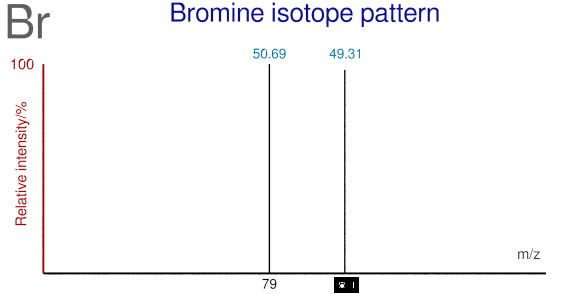 Br
Bromine isotope pattern
50.69
49.31
100
Relative intensity/%
m/z
79